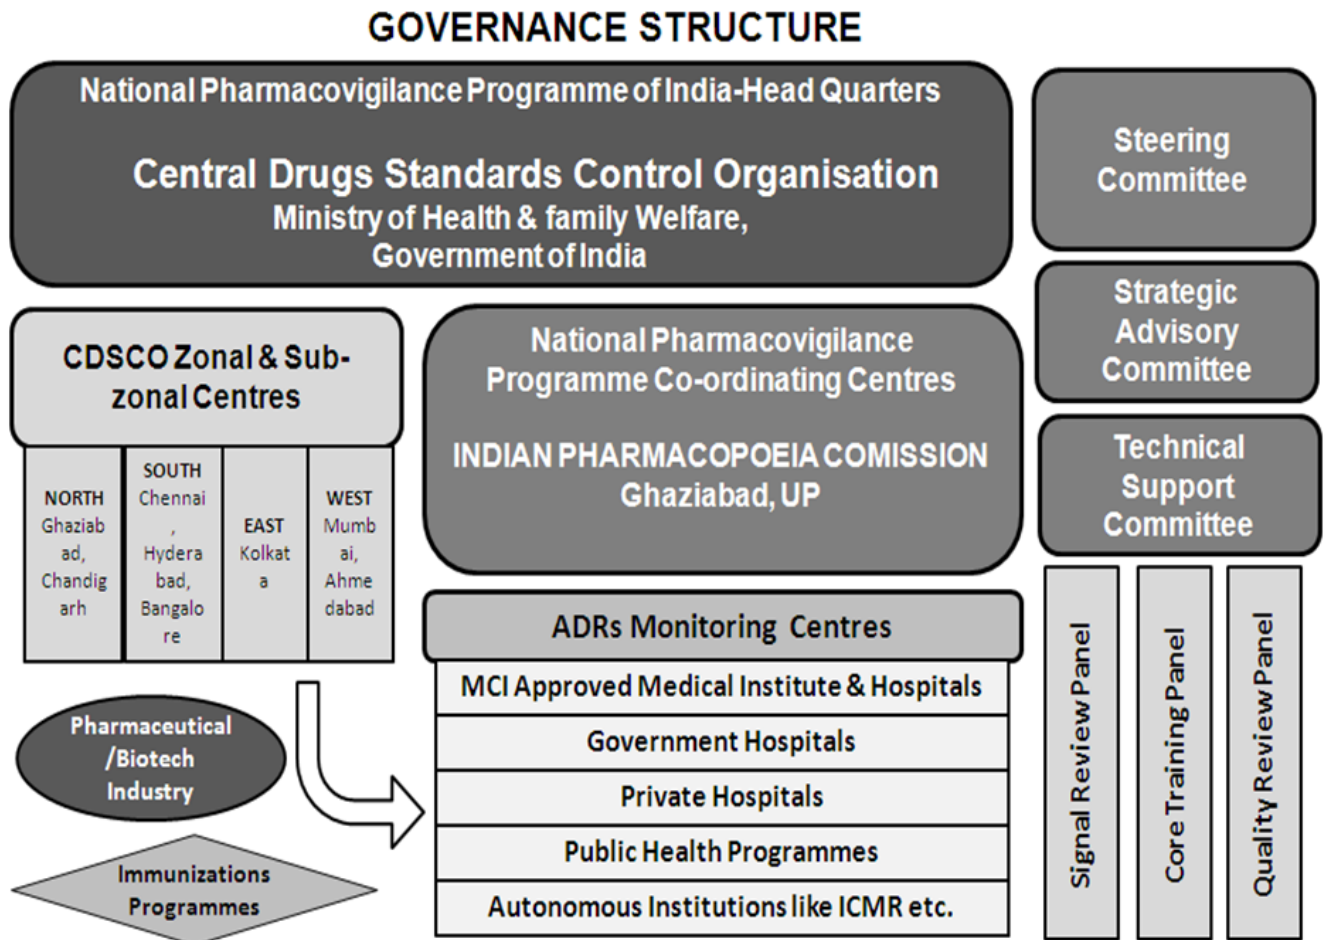 GOVERNANCE STRUCTURE
National Pharmacovigilance Programme of India-Head Quarters
Central Drugs Standards Control Organisation
Ministry of Health & family Welfare,
Government of India
Steering
Committee
Strategic
Advisory
Committee
Technical
Support
Committee
Signal Review Panel
Core Training Panel
Quality Review Panel
CDSCO Zonal & Sub-
zonal Centres
NORTH
Ghaziab
ad,
Chandig
arh
SOUTH
Chennai
,
Hydera
bad,
Bangalo
re
EAST
Kolkat
a
WEST
Mumb
ai,
Ahme
dabad
National Pharmacovigilance
Programme Co-ordinating Centres
INDIAN PHARMACOPOEIA COMISSION
Ghaziabad, UP
ADRs Monitoring Centres
MCI Approved Medical Institute & Hospitals
Government Hospitals
Private Hospitals
Public Health Programmes
Autonomous Institutions like ICMR etc.
Pharmaceutical
/Biotech
Industry
Immunizations
Programmes